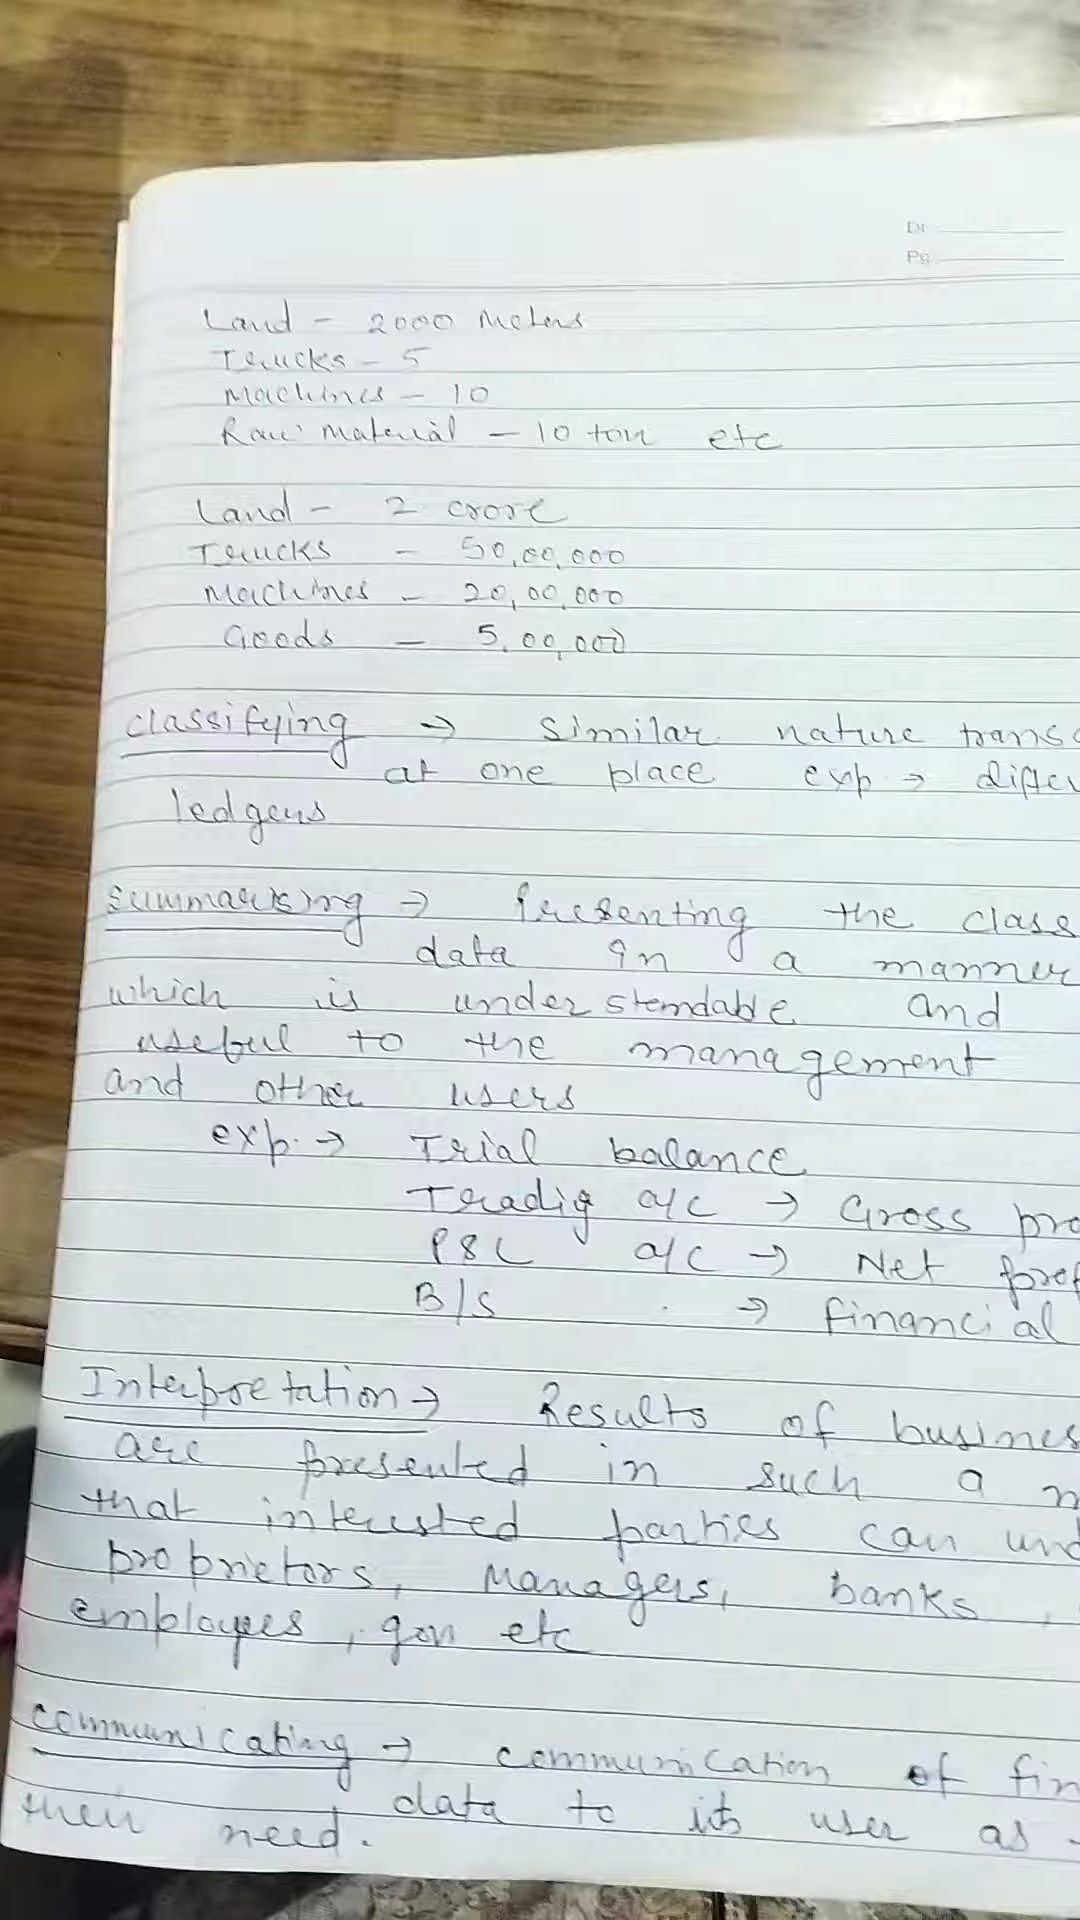 Dt
Pg.
Land - 2000 Meters
Trucks - 5
Machines - 10
Raw Material - 10 ton etc
Land - 2 crore
Trucks - 50,00,000
Machines - 20,00,000
Goods - 5,00,000
classifying → similar nature trans
at one place exp → differ
ledgers
summarising → Presenting the class
data in a manner
which is understandable and
useful to the management
and other users
exp. → Trial balance
Tradig a/c → Gross pro
P&L a/c → Net prof
B/S → financial
Interpretation → Results of busines
are presented in such a m
that interested parties can und
proprietors, Managers, banks,
employees, gov etc
communicating → communication of fin
data to its user as
their need.